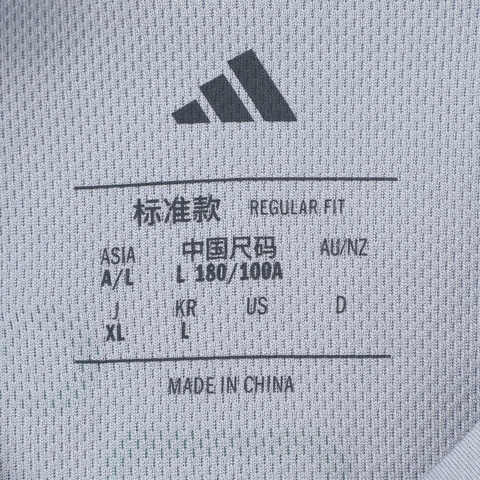 标准款 REGULAR FIT
ASIA 中国尺码 AU/NZ
A/L L 180/100A
J KR US D
XL L
MADE IN CHINA